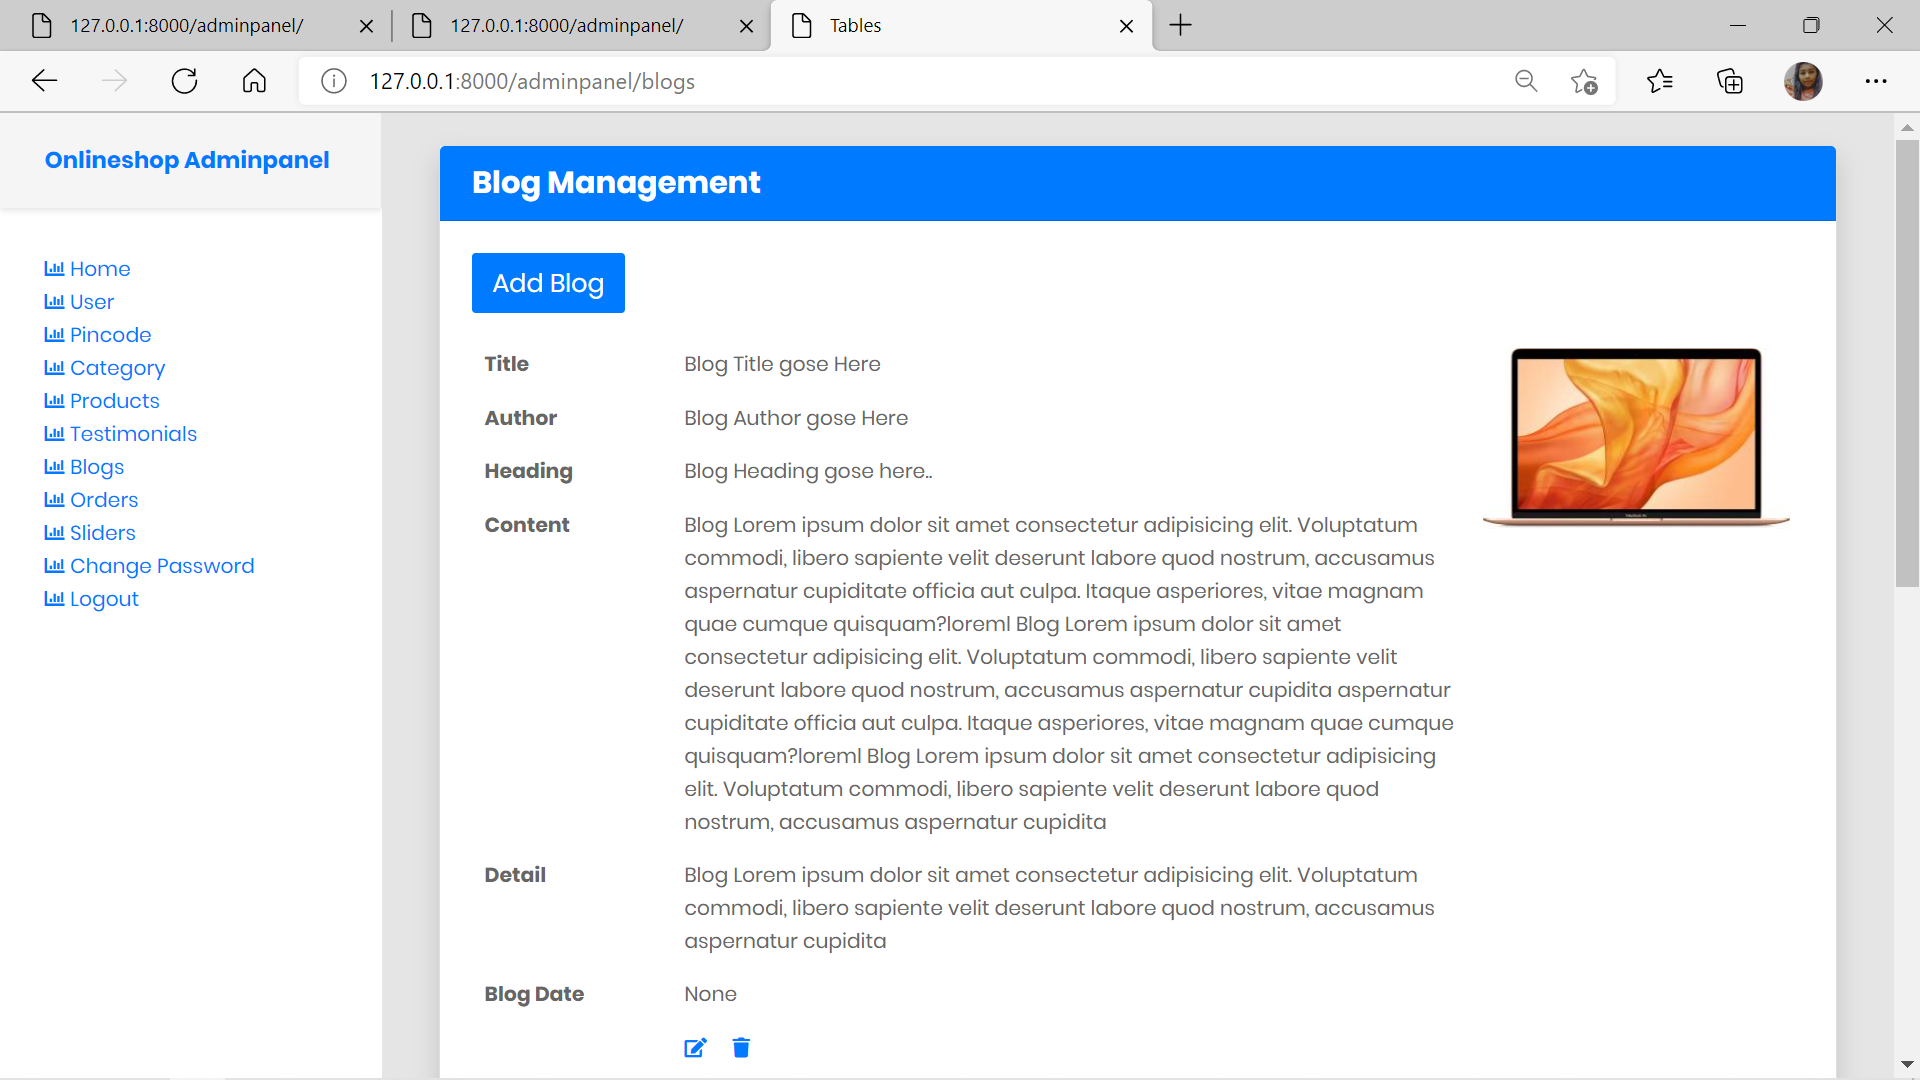 127.0.0.1:8000/adminpanel/
127.0.0.1:8000/adminpanel/
Tables
127.0.0.1:8000/adminpanel/blogs
Onlineshop Adminpanel
Home
User
Pincode
Category
Products
Testimonials
Blogs
Orders
Sliders
Change Password
Logout
Blog Management
Add Blog
Title Blog Title gose Here
Author Blog Author gose Here
Heading Blog Heading gose here..
Content Blog Lorem ipsum dolor sit amet consectetur adipisicing elit. Voluptatum
commodi, libero sapiente velit deserunt labore quod nostrum, accusamus
aspernatur cupiditate officia aut culpa. Itaque asperiores, vitae magnam
quae cumque quisquam?loreml Blog Lorem ipsum dolor sit amet
consectetur adipisicing elit. Voluptatum commodi, libero sapiente velit
deserunt labore quod nostrum, accusamus aspernatur cupidita aspernatur
cupiditate officia aut culpa. Itaque asperiores, vitae magnam quae cumque
quisquam?loreml Blog Lorem ipsum dolor sit amet consectetur adipisicing
elit. Voluptatum commodi, libero sapiente velit deserunt labore quod
nostrum, accusamus aspernatur cupidita
Detail Blog Lorem ipsum dolor sit amet consectetur adipisicing elit. Voluptatum
commodi, libero sapiente velit deserunt labore quod nostrum, accusamus
aspernatur cupidita
Blog Date None